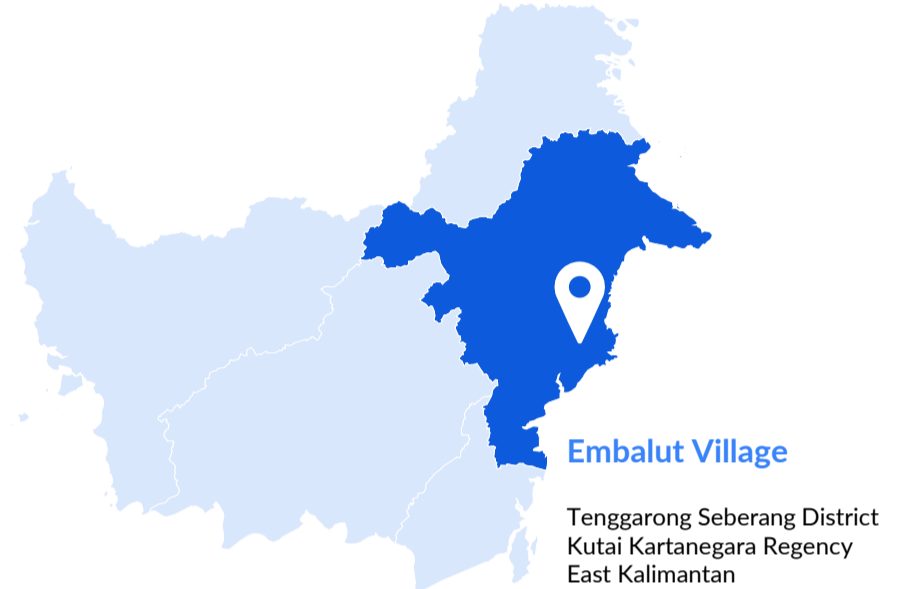 Embalut Village
Tenggarong Seberang District
Kutai Kartanegara Regency
East Kalimantan